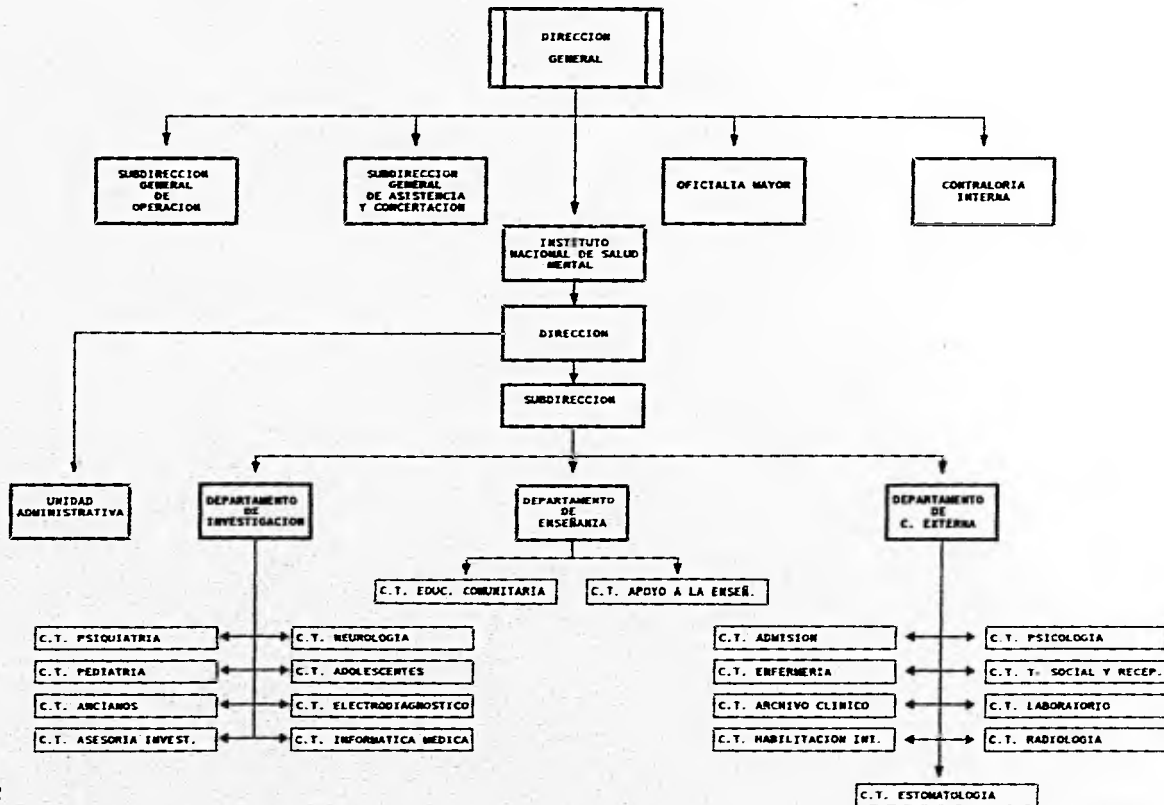 DIRECCION
GENERAL
SUBDIRECCION
GENERAL
DE
OPERACION
SUBDIRECCION
GENERAL
DE ASISTENCIA
Y CONCERTACION
OFICIALIA MAYOR
CONTRALORIA
INTERNA
INSTITUTO
NACIONAL DE SALUD
MENTAL
DIRECCION
SUBDIRECCION
UNIDAD
ADMINISTRATIVA
DEPARTAMENTO
DE
INVESTIGACION
DEPARTAMENTO
DE
ENSEÑANZA
DEPARTAMENTO
DE
C. EXTERNA
C.T. EDUC. COMUNITARIA
C.T. APOYO A LA ENSEÑ.
C.T. PSIQUIATRIA
C.T. NEUROLOGIA
C.T. PEDIATRIA
C.T. ADOLESCENTES
C.T. ANCIANOS
C.T. ELECTRODIAGNOSTICO
C.T. ASESORIA INVEST.
C.T. INFORMATICA MEDICA
C.T. ADMISION
C.T. PSICOLOGIA
C.T. ENFERMERIA
C.T. T. SOCIAL Y RECEP.
C.T. ARCHIVO CLINICO
C.T. LABORATORIO
C.T. HABILITACION INT.
C.T. RADIOLOGIA
C.T. ESTOMATOLOGIA